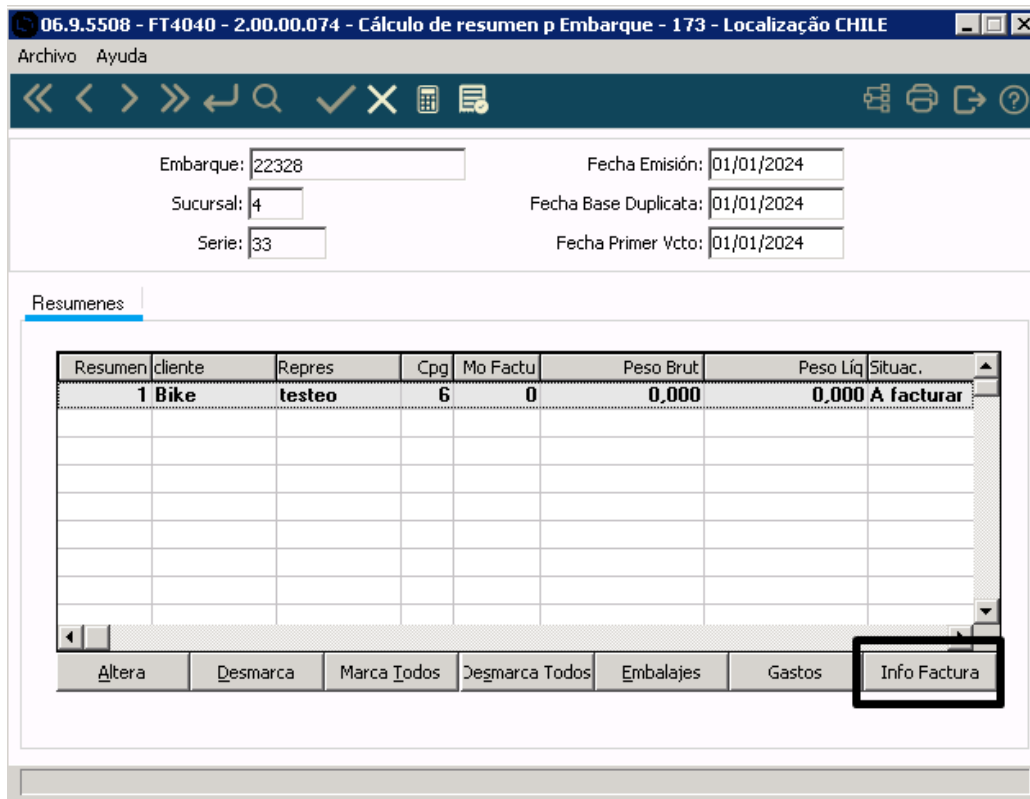 06.9.5508 - FT4040 - 2.00.00.074 - Cálculo de resumen p Embarque - 173 - Localização CHILE
Archivo Ayuda
Embarque: 22328 Fecha Emisión: 01/01/2024
Sucursal: 4 Fecha Base Duplicata: 01/01/2024
Serie: 33 Fecha Primer Vcto: 01/01/2024
Resumenes
Resumen cliente Repres Cpg Mo Factu Peso Brut Peso Líq Situac.
1 Bike testeo 6 0 0,000 0,000 A facturar
Altera Desmarca Marca Todos Desmarca Todos Embalajes Gastos Info Factura